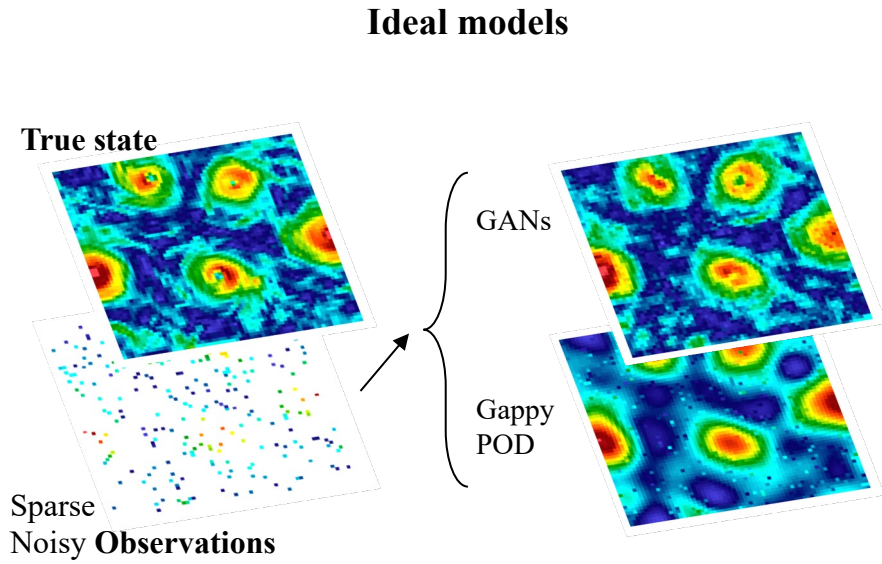 Ideal models
True state
GANs
Gappy
POD
Sparse
Noisy Observations